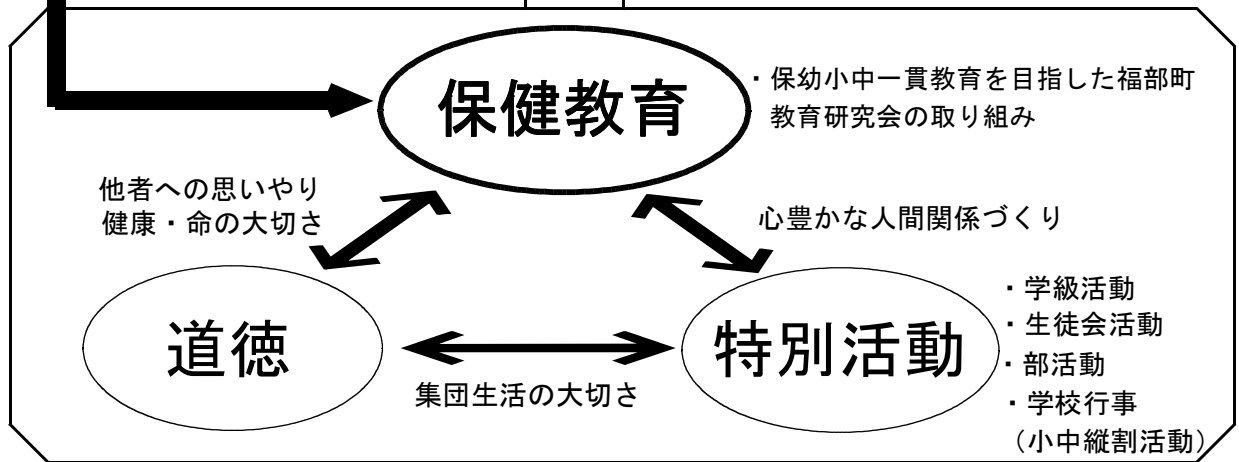 保健教育
・保幼小中一貫教育を目指した福部町
教育研究会の取り組み
他者への思いやり
健康・命の大切さ
心豊かな人間関係づくり
道徳
集団生活の大切さ
特別活動
・学級活動
・生徒会活動
・部活動
・学校行事
（小中縦割活動）